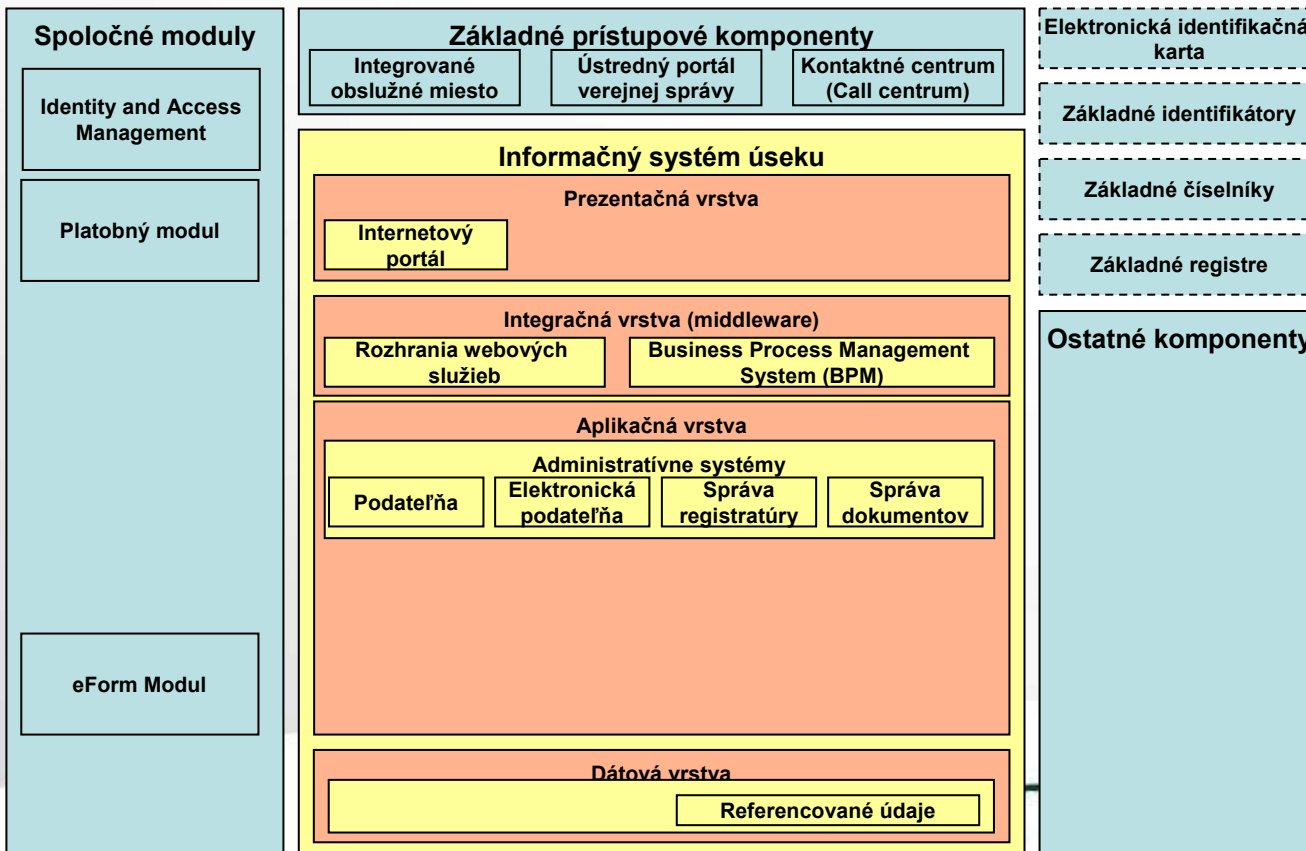 Spoločné moduly
Identity and Access
Management
Platobný modul
eForm Modul
Základné prístupové komponenty
Integrované
obslužné miesto
Ústredný portál
verejnej správy
Kontaktné centrum
(Call centrum)
Informačný systém úseku
Prezentačná vrstva
Internetový
portál
Integračná vrstva (middleware)
Rozhrania webových
služieb
Business Process Management
System (BPM)
Aplikačná vrstva
Administratívne systémy
Podateľňa
Elektronická
podateľňa
Správa
registratúry
Správa
dokumentov
Dátová vrstva
Referencované údaje
Elektronická identifikačná
karta
Základné identifikátory
Základné číselníky
Základné registre
Ostatné komponenty